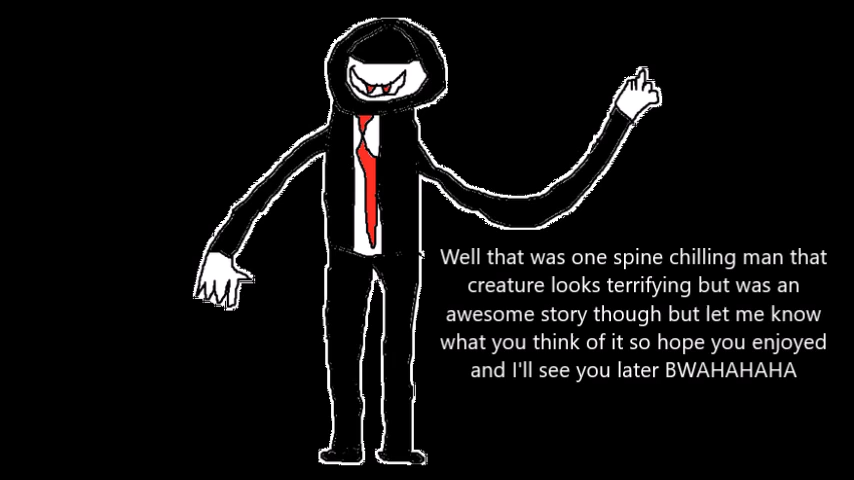 Well that was one spine chilling man that
creature looks terrifying but was an
awesome story though but let me know
what you think of it so hope you enjoyed
and I'll see you later BWAHAHAHA